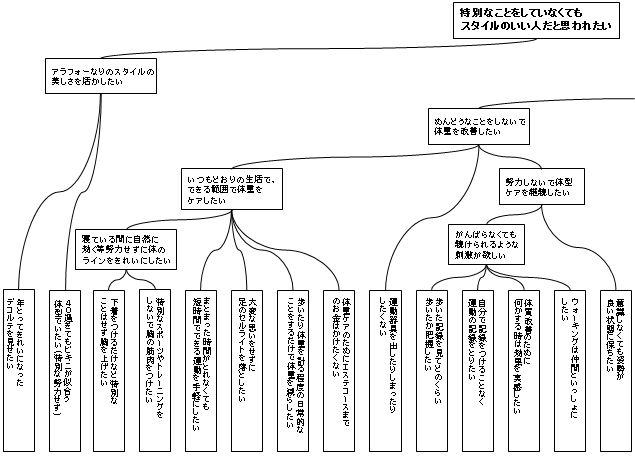 特別なことをしていなくても
スタイルのいい人だと思われたい
アラフォーなりのスタイルの
美しさを活かしたい
めんどうなことをしないで
体重を改善したい
いつもどおりの生活で、
できる範囲で体重を
ケアしたい
努力しないで体型
ケアを継続したい
寝ている間に自然に
効く等努力せずに体の
ラインをきれいにしたい
がんばらなくても
続けられるような
刺激が欲しい
年とってきれいになった
デコルテを見せたい
40過ぎてもビキニが似合う
体型でいたい(特別な努力せず)
下着をつけるだけなど特別な
ことはせず胸を上げたい
特別なスポーツやトレーニングを
しないで胸の筋肉をつけたい
まとまった時間がとれなくても
短時間でできる運動を手軽にしたい
大変な思いをせずに
足のセルライトを落としたい
歩いたり体重を計る程度の日常的な
ことをするだけで体重を減らしたい
体重ケアのためにエステコースまで
のお金はかけたくない
運動器具を出したりしまったり
したくない
歩いた記録を見てどのくらい
歩いたか把握したい
自分で記録をつけることなく
運動の記録をとりたい
体質改善のために
何かする時は効果を実感したい
ウォーキングは仲間といっしょに
したい
意識しなくても姿勢が
良い状態に保ちたい